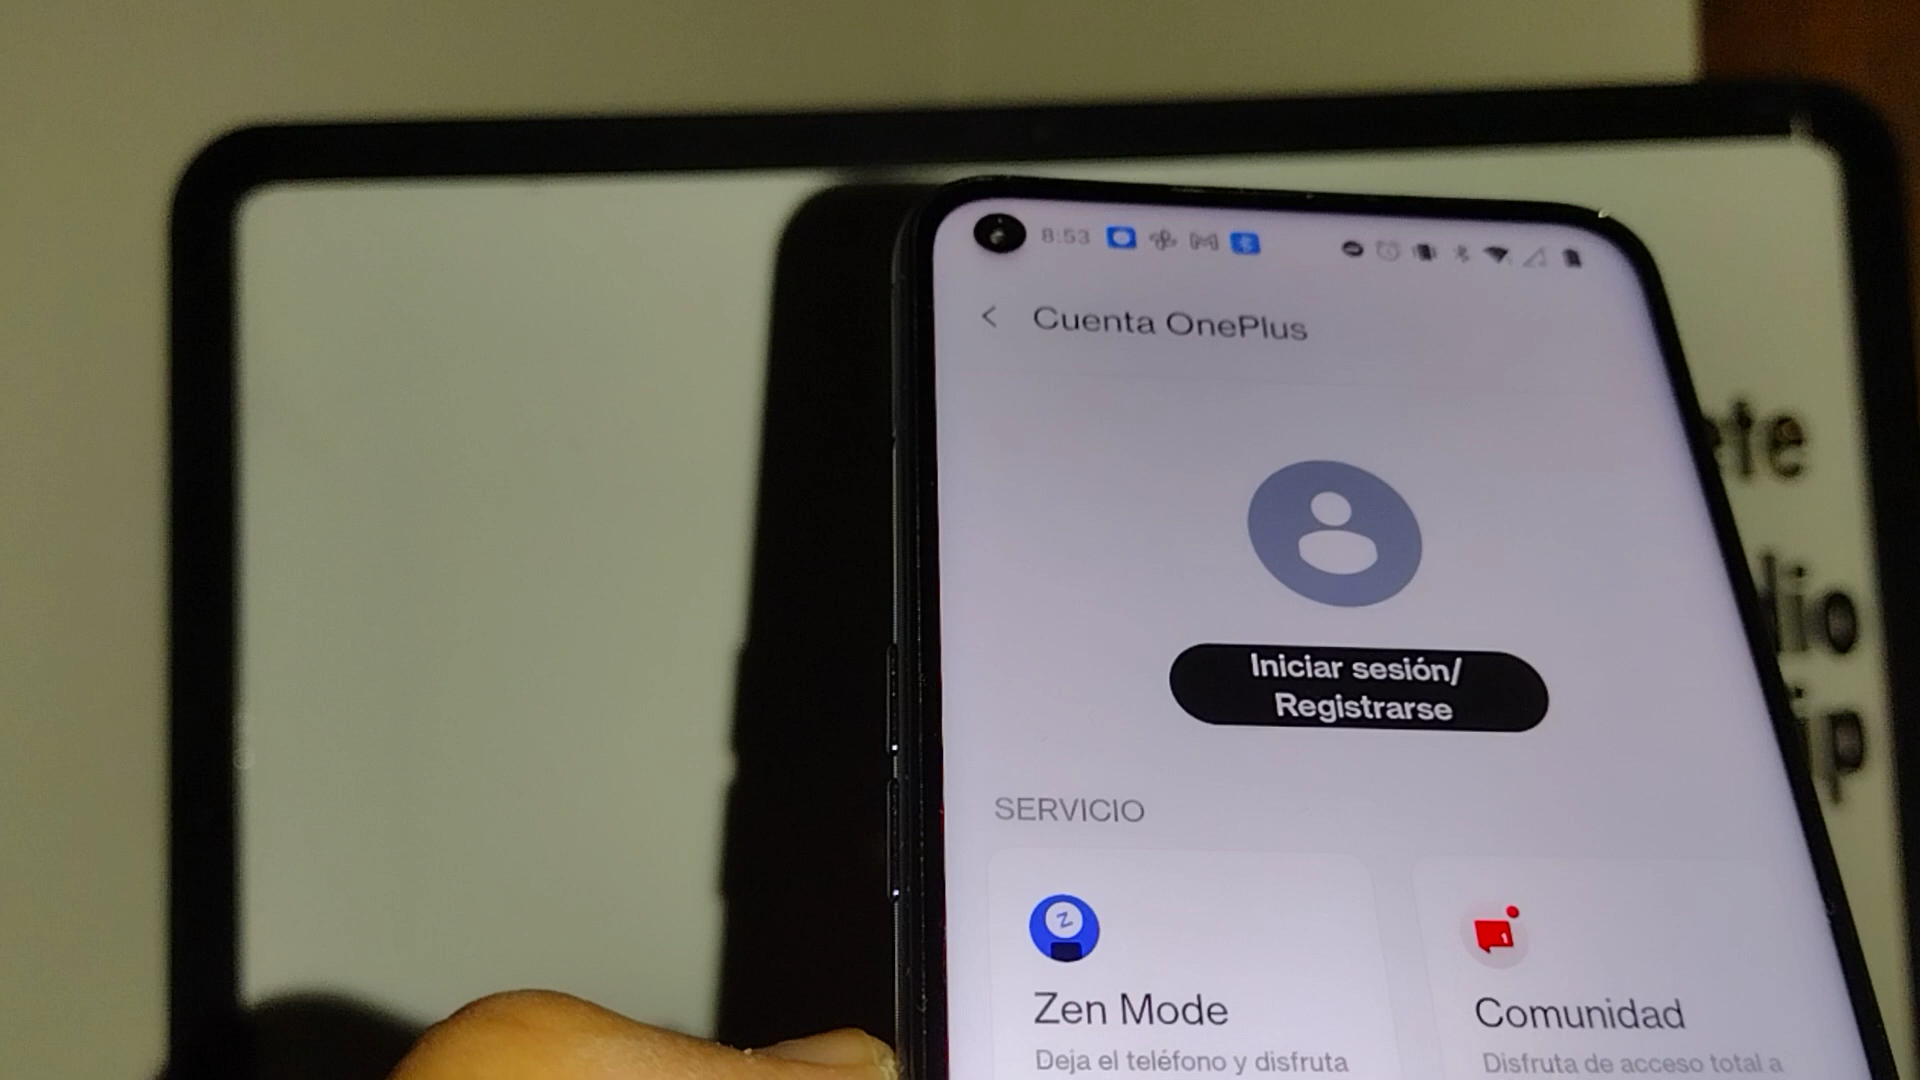 8:53
Cuenta OnePlus
Iniciar sesión/
Registrarse
SERVICIO
Zen Mode
Comunidad
Deja el teléfono y disfruta
Disfruta de acceso total a